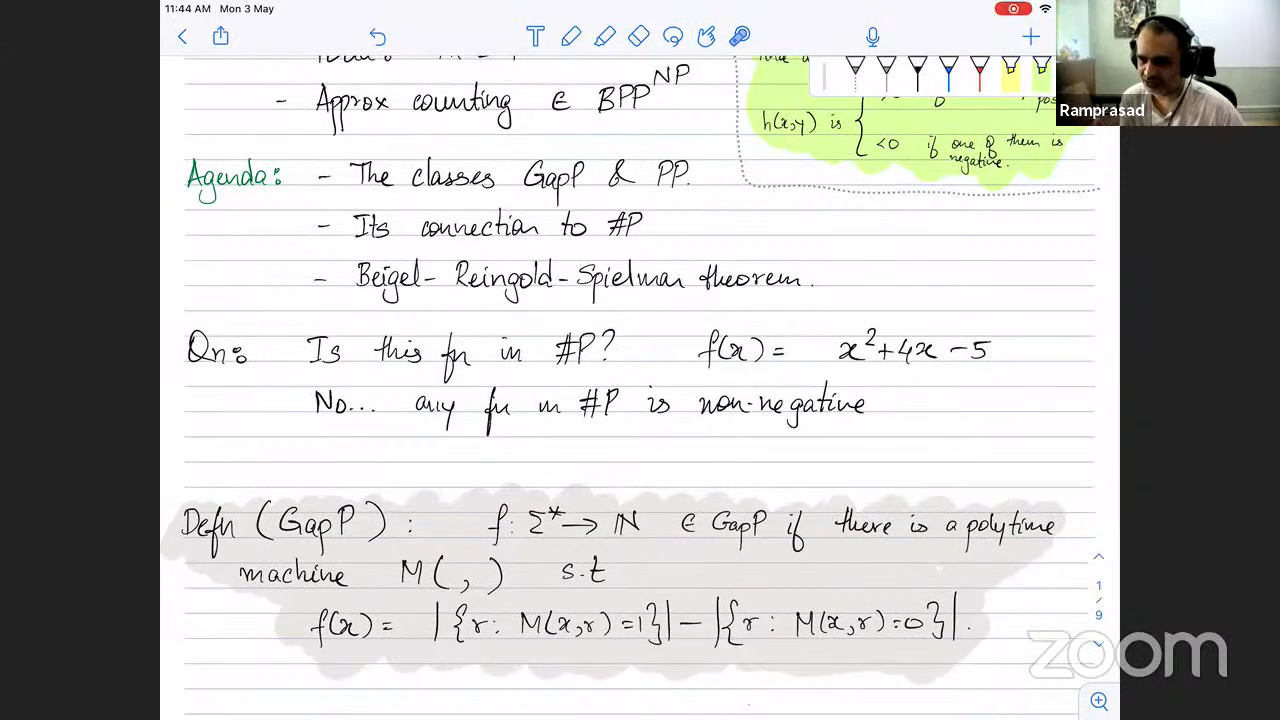 11:44 AM Mon 3 May
Ramprasad
- Approx counting ∈ BPP^NP
h(x,y) is {
<0 if one of them is
negative.
Agenda: - The classes GapP & PP.
- Its connection to #P
- Beigel-Reingold-Spielman theorem.
Qn: Is this fn in #P? f(x) = x²+4x-5
No... any fn in #P is non-negative
Defn (GapP): f: Σ* → ℕ ∈ GapP if there is a polytime
machine M( , ) s.t
f(x) = |{r: M(x,r)=1}| - |{r: M(x,r)=0}|.
1
/
9
zoom